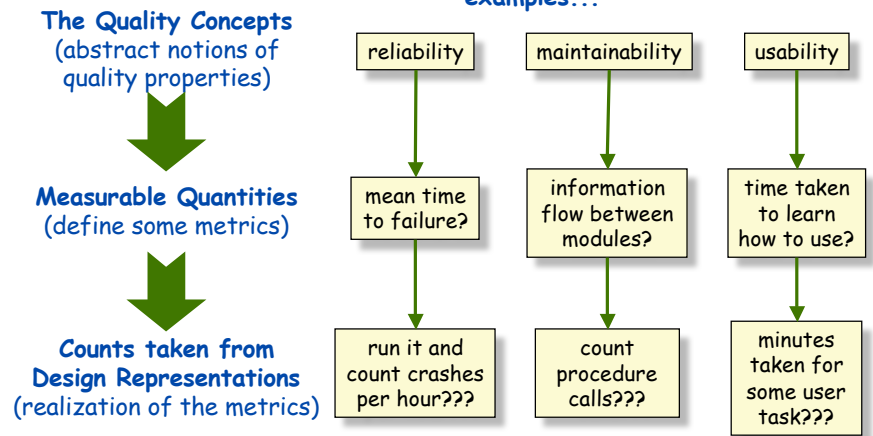 examples...
The Quality Concepts
(abstract notions of
quality properties)
reliability
maintainability
usability
Measurable Quantities
(define some metrics)
mean time
to failure?
information
flow between
modules?
time taken
to learn
how to use?
Counts taken from
Design Representations
(realization of the metrics)
run it and
count crashes
per hour???
count
procedure
calls???
minutes
taken for
some user
task???